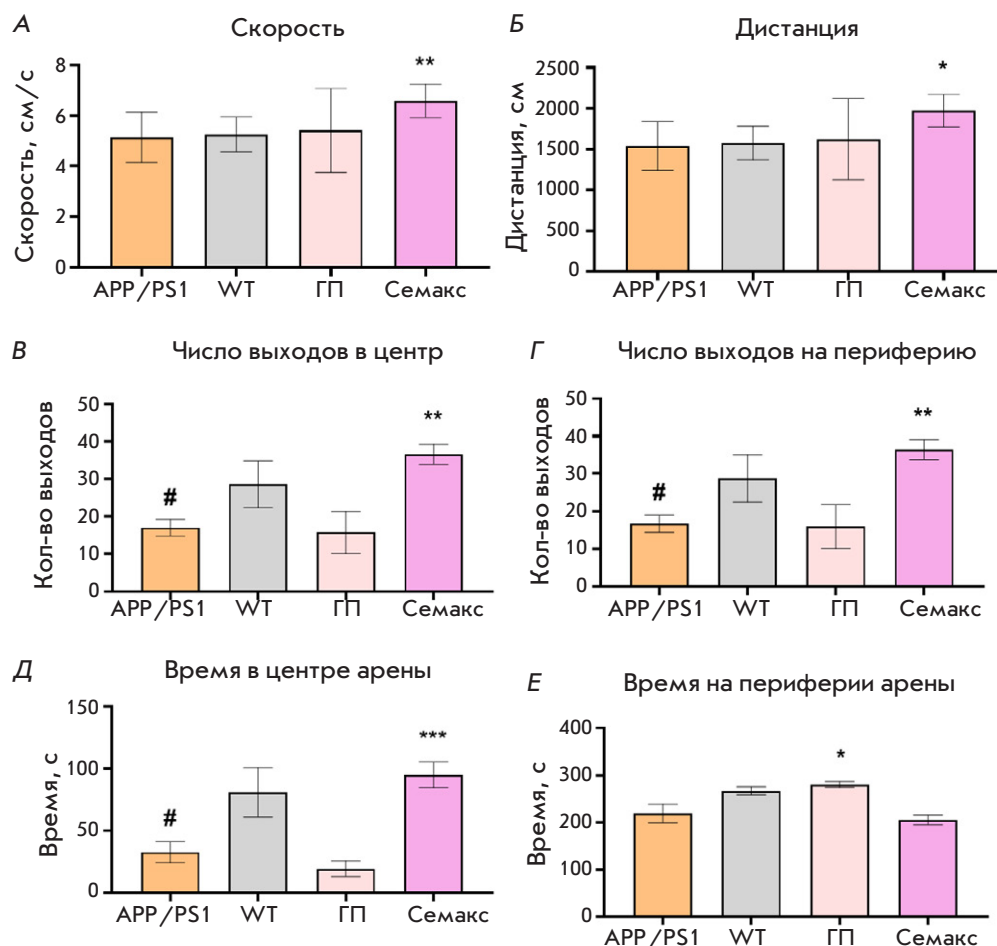 А Скорость
Скорость, см/с
8
6
4
2
0
**
APP/PS1 WT ГП Семакс
Б Дистанция
Дистанция, см
2500
2000
1500
1000
500
0
*
APP/PS1 WT ГП Семакс
В Число выходов в центр
Кол-во выходов
50
40
30
20
10
0
#
**
APP/PS1 WT ГП Семакс
Г Число выходов на периферию
Кол-во выходов
50
40
30
20
10
0
#
**
APP/PS1 WT ГП Семакс
Д Время в центре арены
Время, с
150
100
50
0
#
***
APP/PS1 WT ГП Семакс
Е Время на периферии арены
Время, с
400
300
200
100
0
*
APP/PS1 WT ГП Семакс